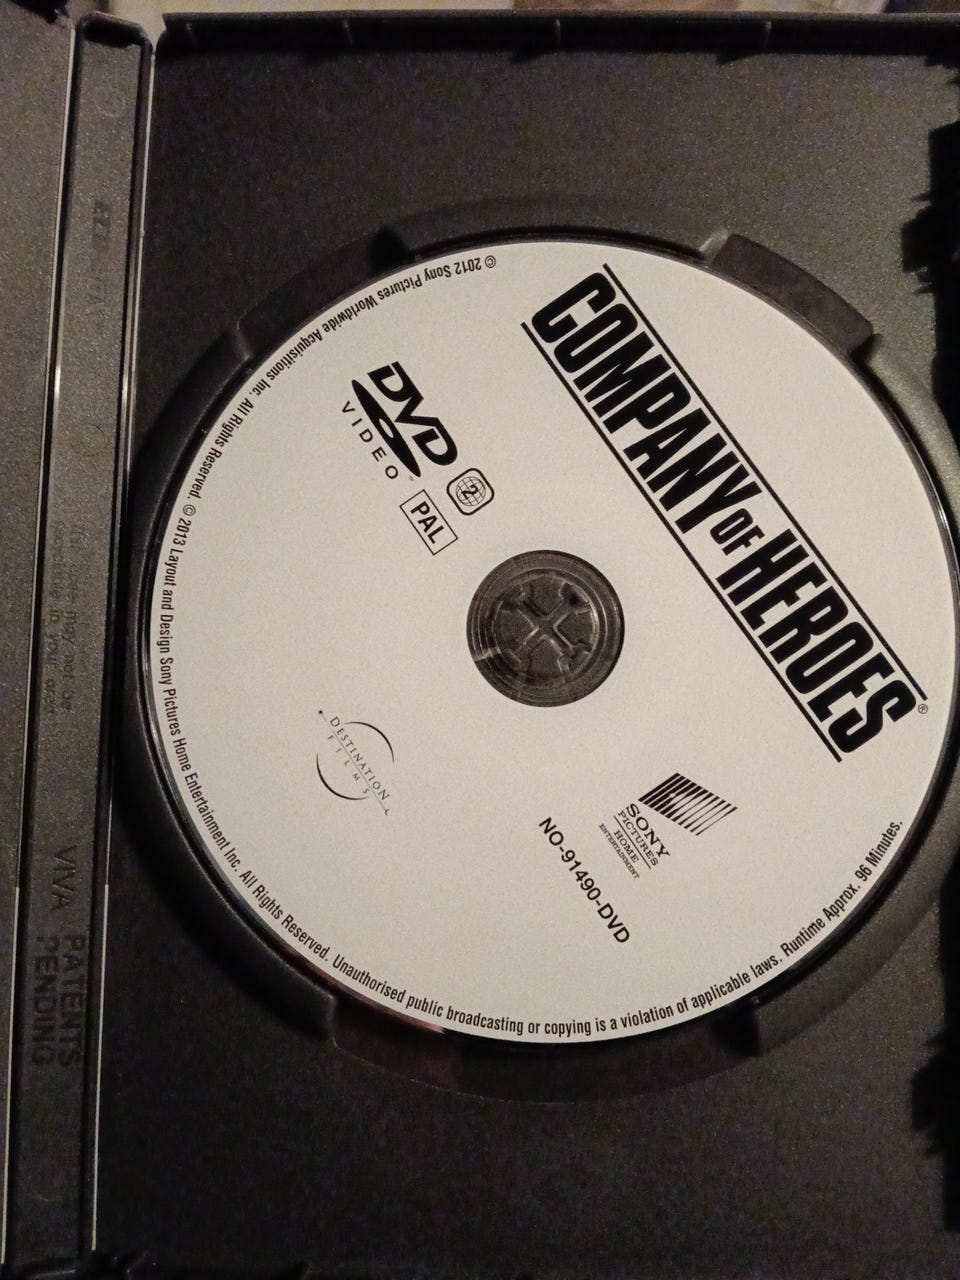 COMPANY OF HEROES®
DVD
VIDEO™
2
PAL
DESTINATION
FILMS
SONY
PICTURES
HOME
ENTERTAINMENT
NO-91490-DVD
© 2012 Sony Pictures Worldwide Acquisitions Inc. All Rights Reserved. © 2013 Layout and Design Sony Pictures Home Entertainment Inc. All Rights Reserved. Unauthorised public broadcasting or copying is a violation of applicable laws. Runtime Approx. 96 Minutes.
VIVA
PATENTS
PENDING